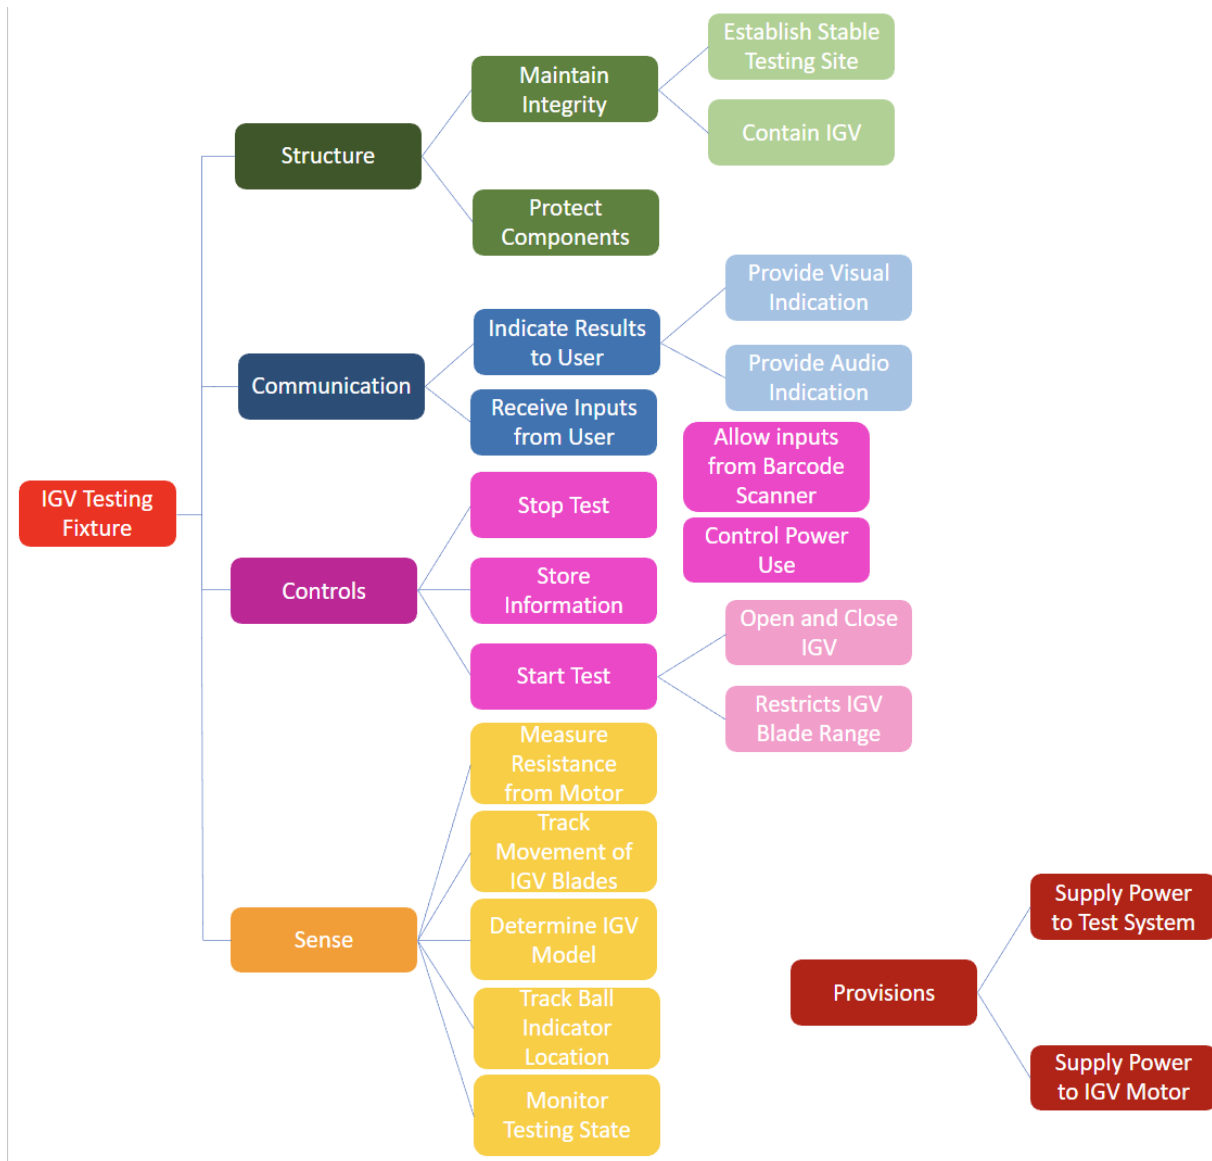 Establish Stable
Testing Site
Maintain
Integrity
Contain IGV
Structure
Protect
Components
Provide Visual
Indication
Indicate Results
to User
Provide Audio
Indication
Communication
Receive Inputs
from User
Allow inputs
from Barcode
Scanner
IGV Testing
Fixture
Stop Test
Control Power
Use
Controls
Store
Information
Open and Close
IGV
Start Test
Restricts IGV
Blade Range
Measure
Resistance
from Motor
Track
Movement of
IGV Blades
Sense
Determine IGV
Model
Track Ball
Indicator
Location
Monitor
Testing State
Supply Power
to Test System
Provisions
Supply Power
to IGV Motor